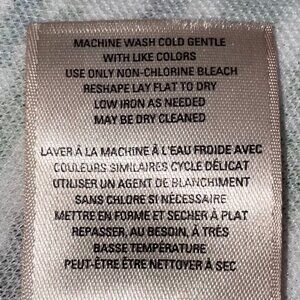 MACHINE WASH COLD GENTLE
WITH LIKE COLORS
USE ONLY NON-CHLORINE BLEACH
RESHAPE LAY FLAT TO DRY
LOW IRON AS NEEDED
MAY BE DRY CLEANED
LAVER À LA MACHINE À L'EAU FROIDE AVEC
COULEURS SIMILAIRES CYCLE DÉLICAT
UTILISER UN AGENT DE BLANCHIMENT
SANS CHLORE SI NÉCESSAIRE
METTRE EN FORME ET SECHER À PLAT
REPASSER, AU BESOIN, À TRÈS
BASSE TEMPÉRATURE
PEUT-ÊTRE ÊTRE NETTOYER À SEC